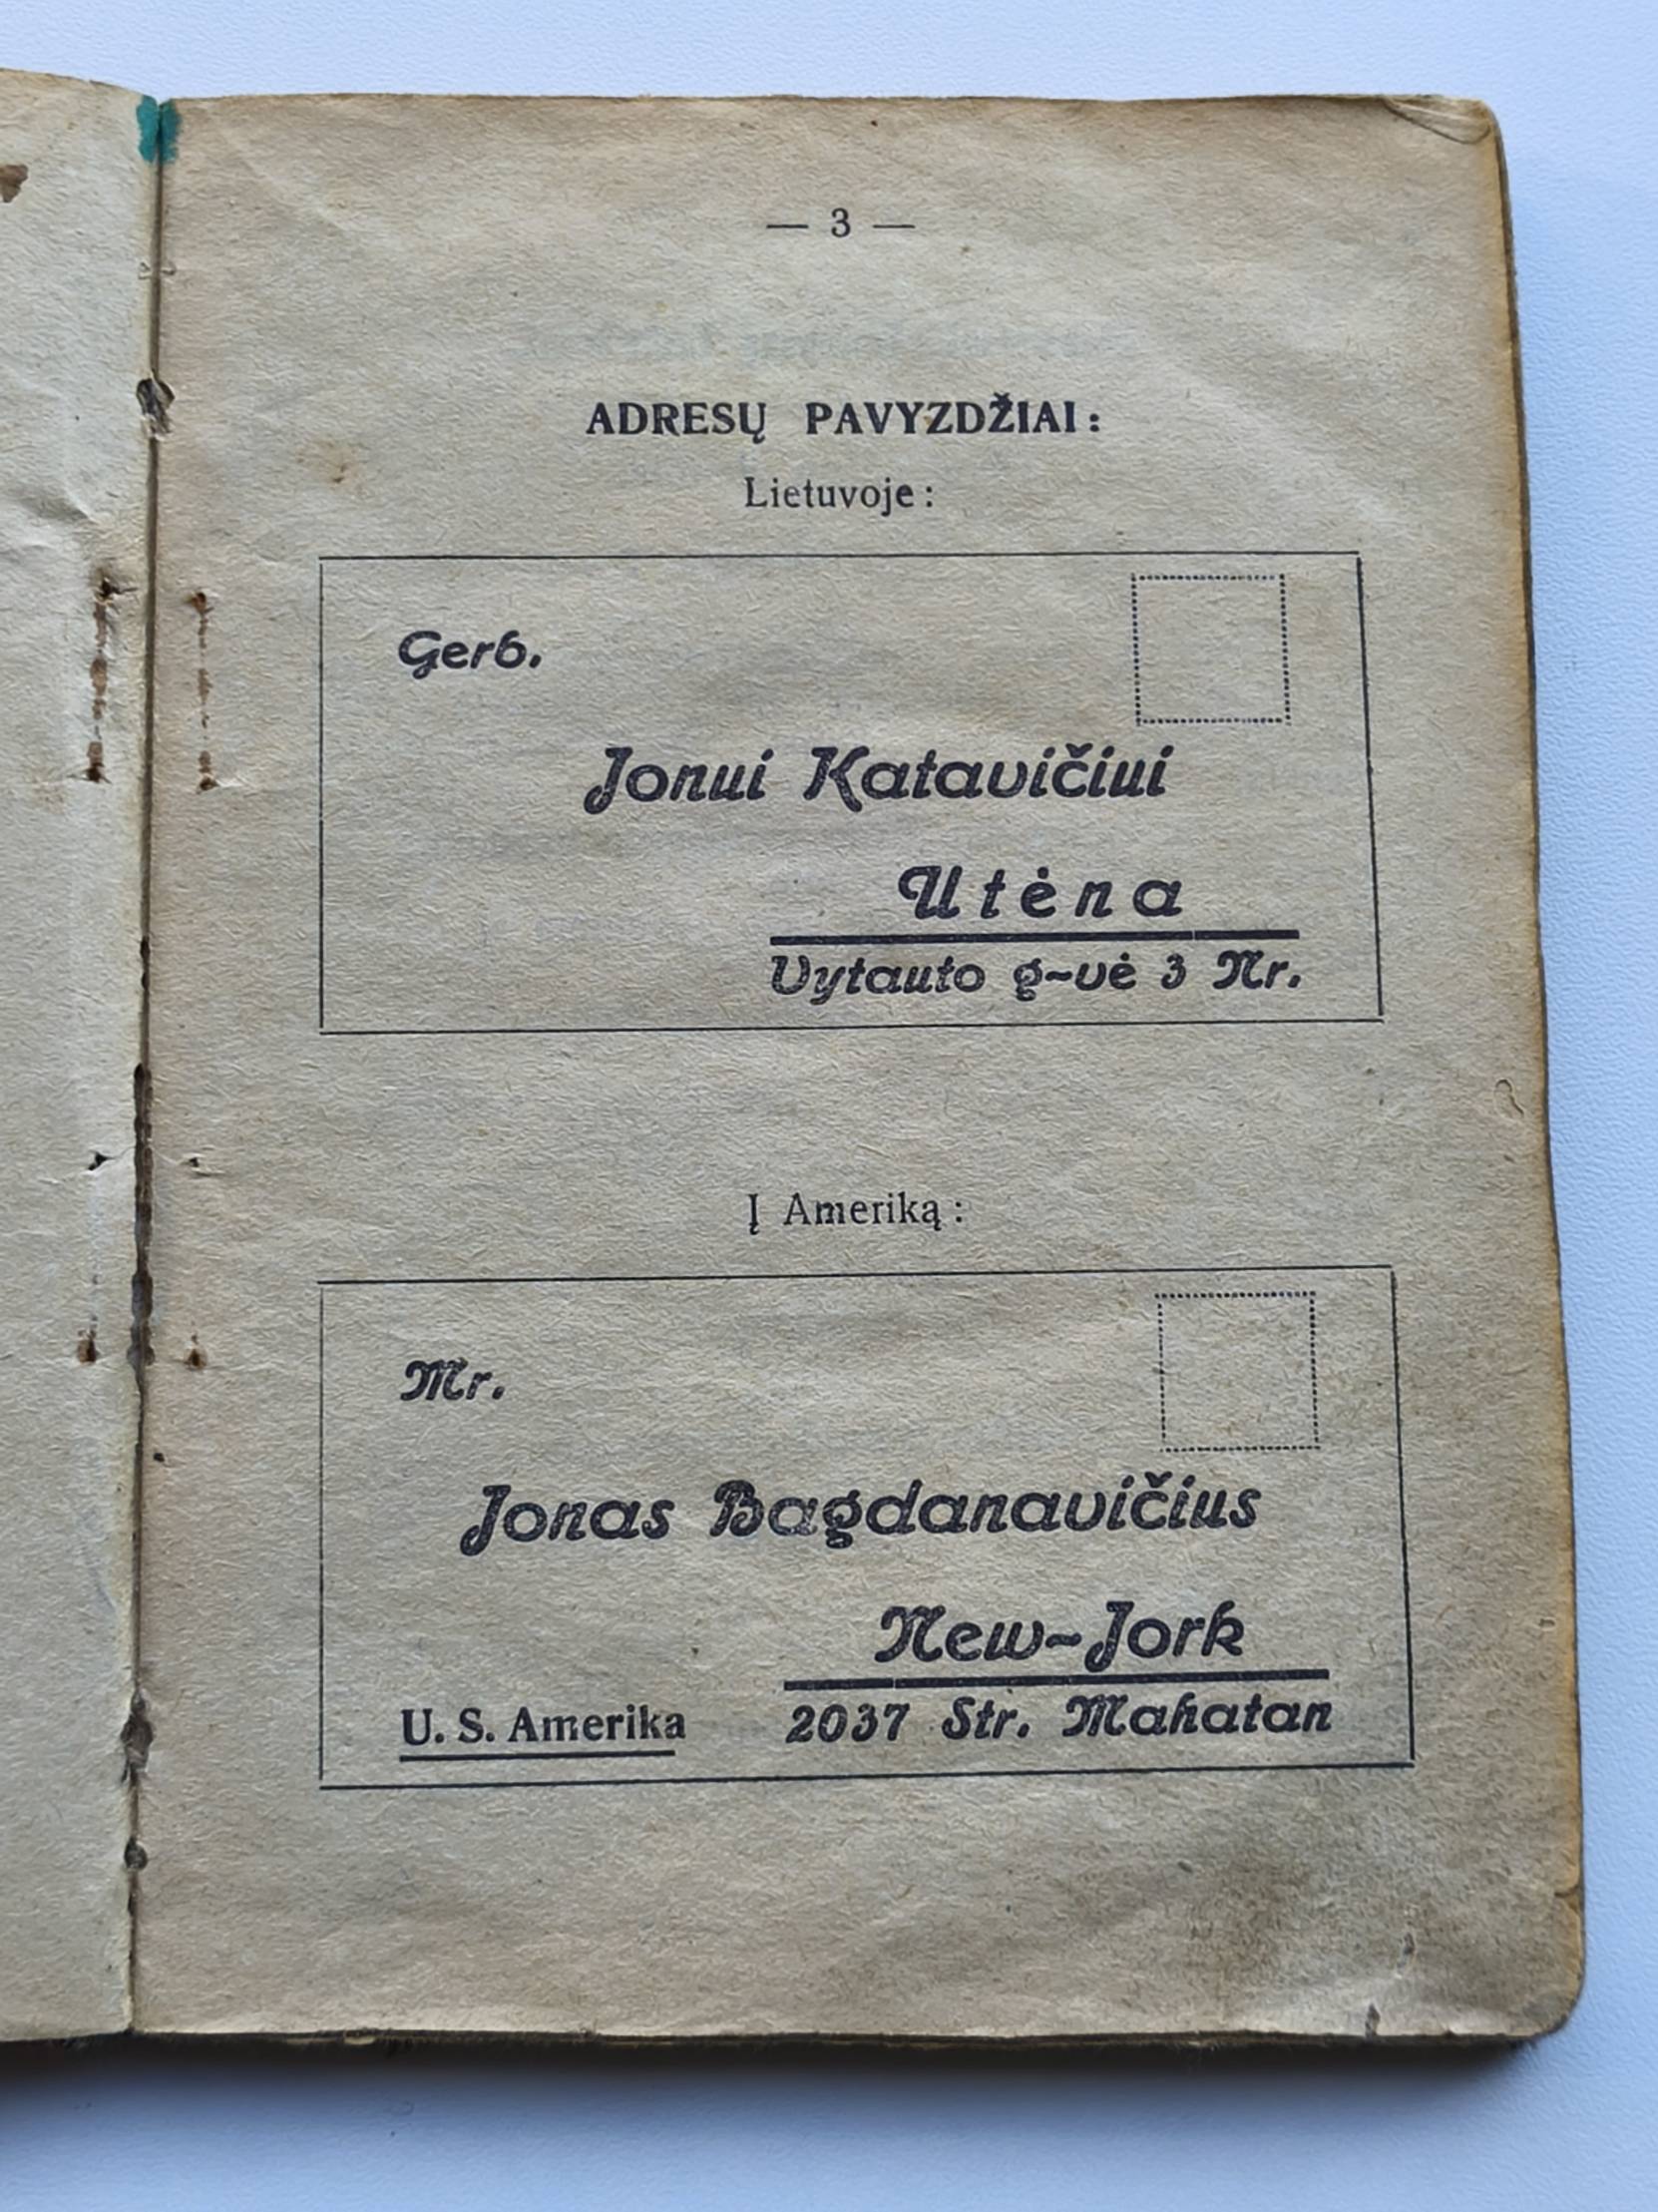 — 3 —
ADRESŲ PAVYZDŽIAI:
Lietuvoje:
Gerb.
Jonui Katavičiui
Utėna
Vytauto g-vė 3 Nr.
Į Ameriką:
Mr.
Jonas Bagdanavičius
New-Jork
U. S. Amerika 2037 Str. Mahatan